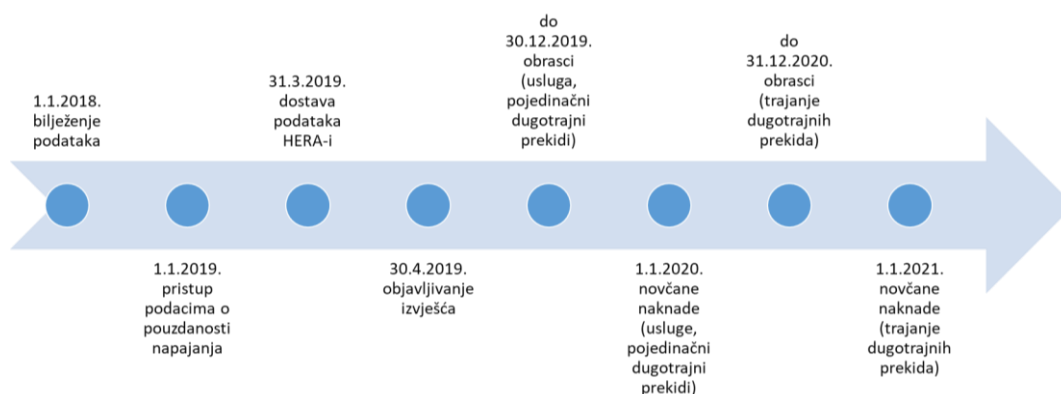 1.1.2018.
bilježenje
podataka
1.1.2019.
pristup
podacima o
pouzdanosti
napajanja
31.3.2019.
dostava
podataka
HERA-i
30.4.2019.
objavljivanje
izvješća
do
30.12.2019.
obrasci
(usluga,
pojedinačni
dugotrajni
prekidi)
1.1.2020.
novčane
naknade
(usluge,
pojedinačni
dugotrajni
prekidi)
do
31.12.2020.
obrasci
(trajanje
dugotrajnih
prekida)
1.1.2021.
novčane
naknade
(trajanje
dugotrajnih
prekida)